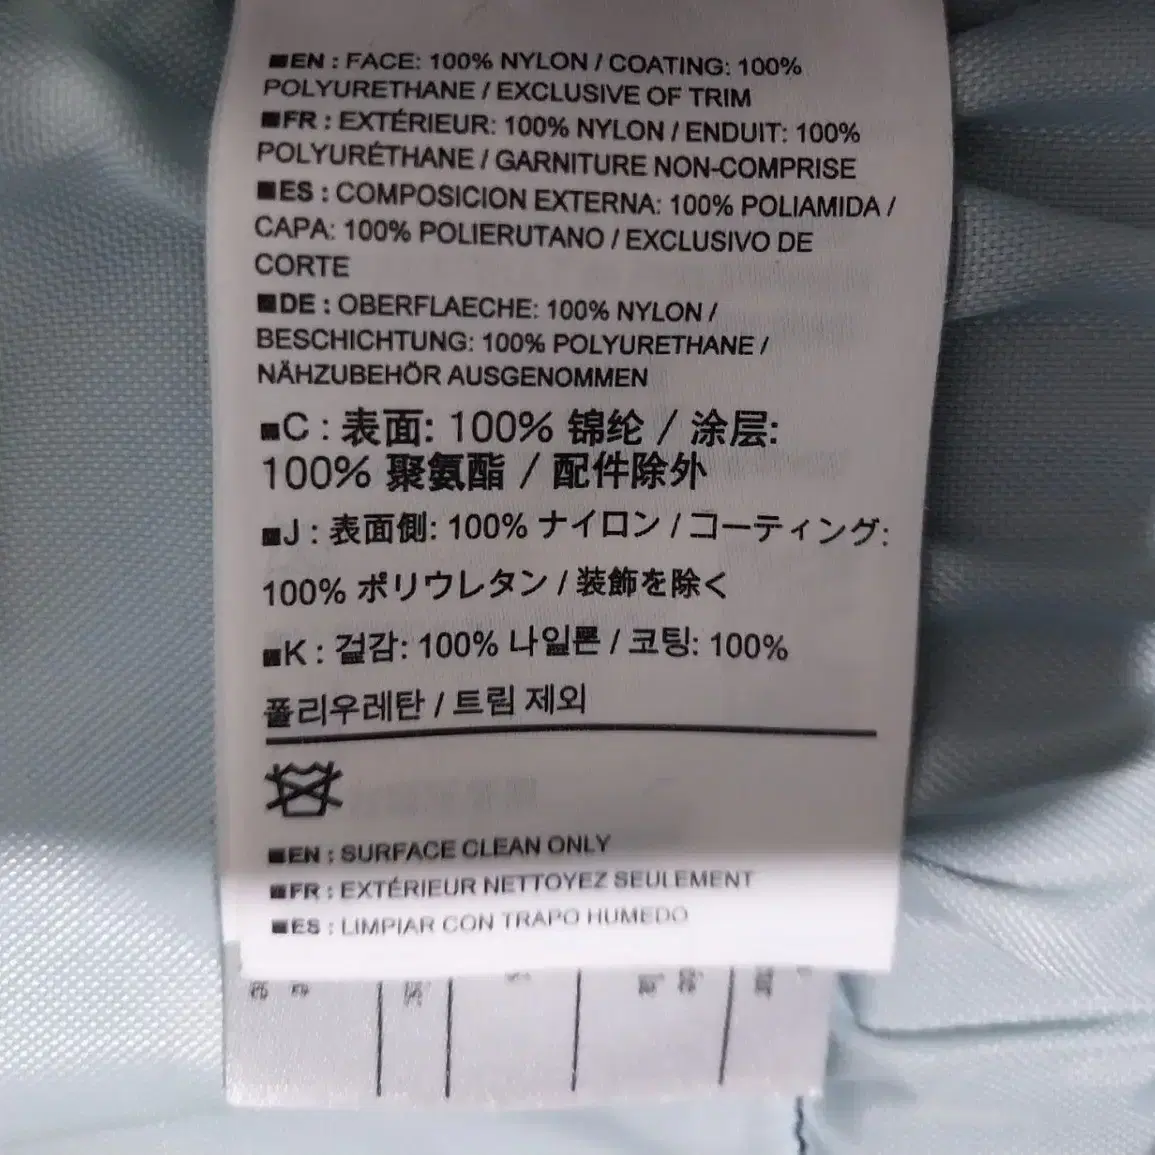 ■EN : FACE: 100% NYLON / COATING: 100%
POLYURETHANE / EXCLUSIVE OF TRIM
■FR : EXTÉRIEUR: 100% NYLON / ENDUIT: 100%
POLYURÉTHANE / GARNITURE NON-COMPRISE
■ES : COMPOSICION EXTERNA: 100% POLIAMIDA /
CAPA: 100% POLIERUTANO / EXCLUSIVO DE
CORTE
■DE : OBERFLAECHE: 100% NYLON /
BESCHICHTUNG: 100% POLYURETHANE /
NÄHZUBEHÖR AUSGENOMMEN
■C : 表面: 100% 锦纶 / 涂层:
100% 聚氨酯 / 配件除外
■J : 表面側: 100% ナイロン / コーティング:
100% ポリウレタン / 装飾を除く
■K : 겉감: 100% 나일론 / 코팅: 100%
폴리우레탄 / 트림 제외
■EN : SURFACE CLEAN ONLY
■FR : EXTÉRIEUR NETTOYEZ SEULEMENT
■ES : LIMPIAR CON TRAPO HUMEDO